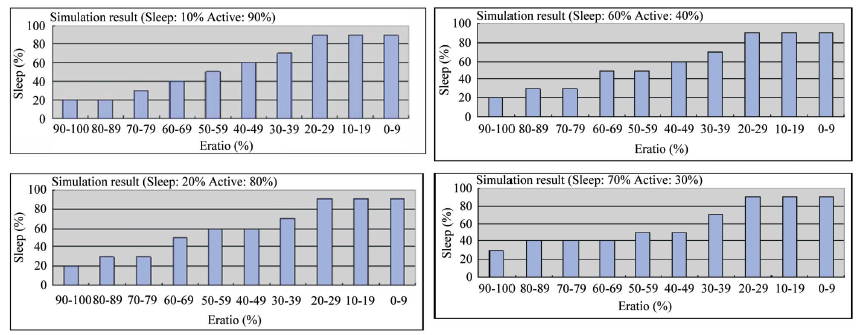 Simulation result (Sleep: 10% Active: 90%)
Sleep (%)
100
80
60
40
20
0
90-100 80-89 70-79 60-69 50-59 40-49 30-39 20-29 10-19 0-9
Eratio (%)
Simulation result (Sleep: 60% Active: 40%)
Sleep (%)
100
80
60
40
20
0
90-100 80-89 70-79 60-69 50-59 40-49 30-39 20-29 10-19 0-9
Eratio (%)
Simulation result (Sleep: 20% Active: 80%)
Sleep (%)
100
80
60
40
20
0
90-100 80-89 70-79 60-69 50-59 40-49 30-39 20-29 10-19 0-9
Eratio (%)
Simulation result (Sleep: 70% Active: 30%)
Sleep (%)
100
80
60
40
20
0
90-100 80-89 70-79 60-69 50-59 40-49 30-39 20-29 10-19 0-9
Eratio (%)